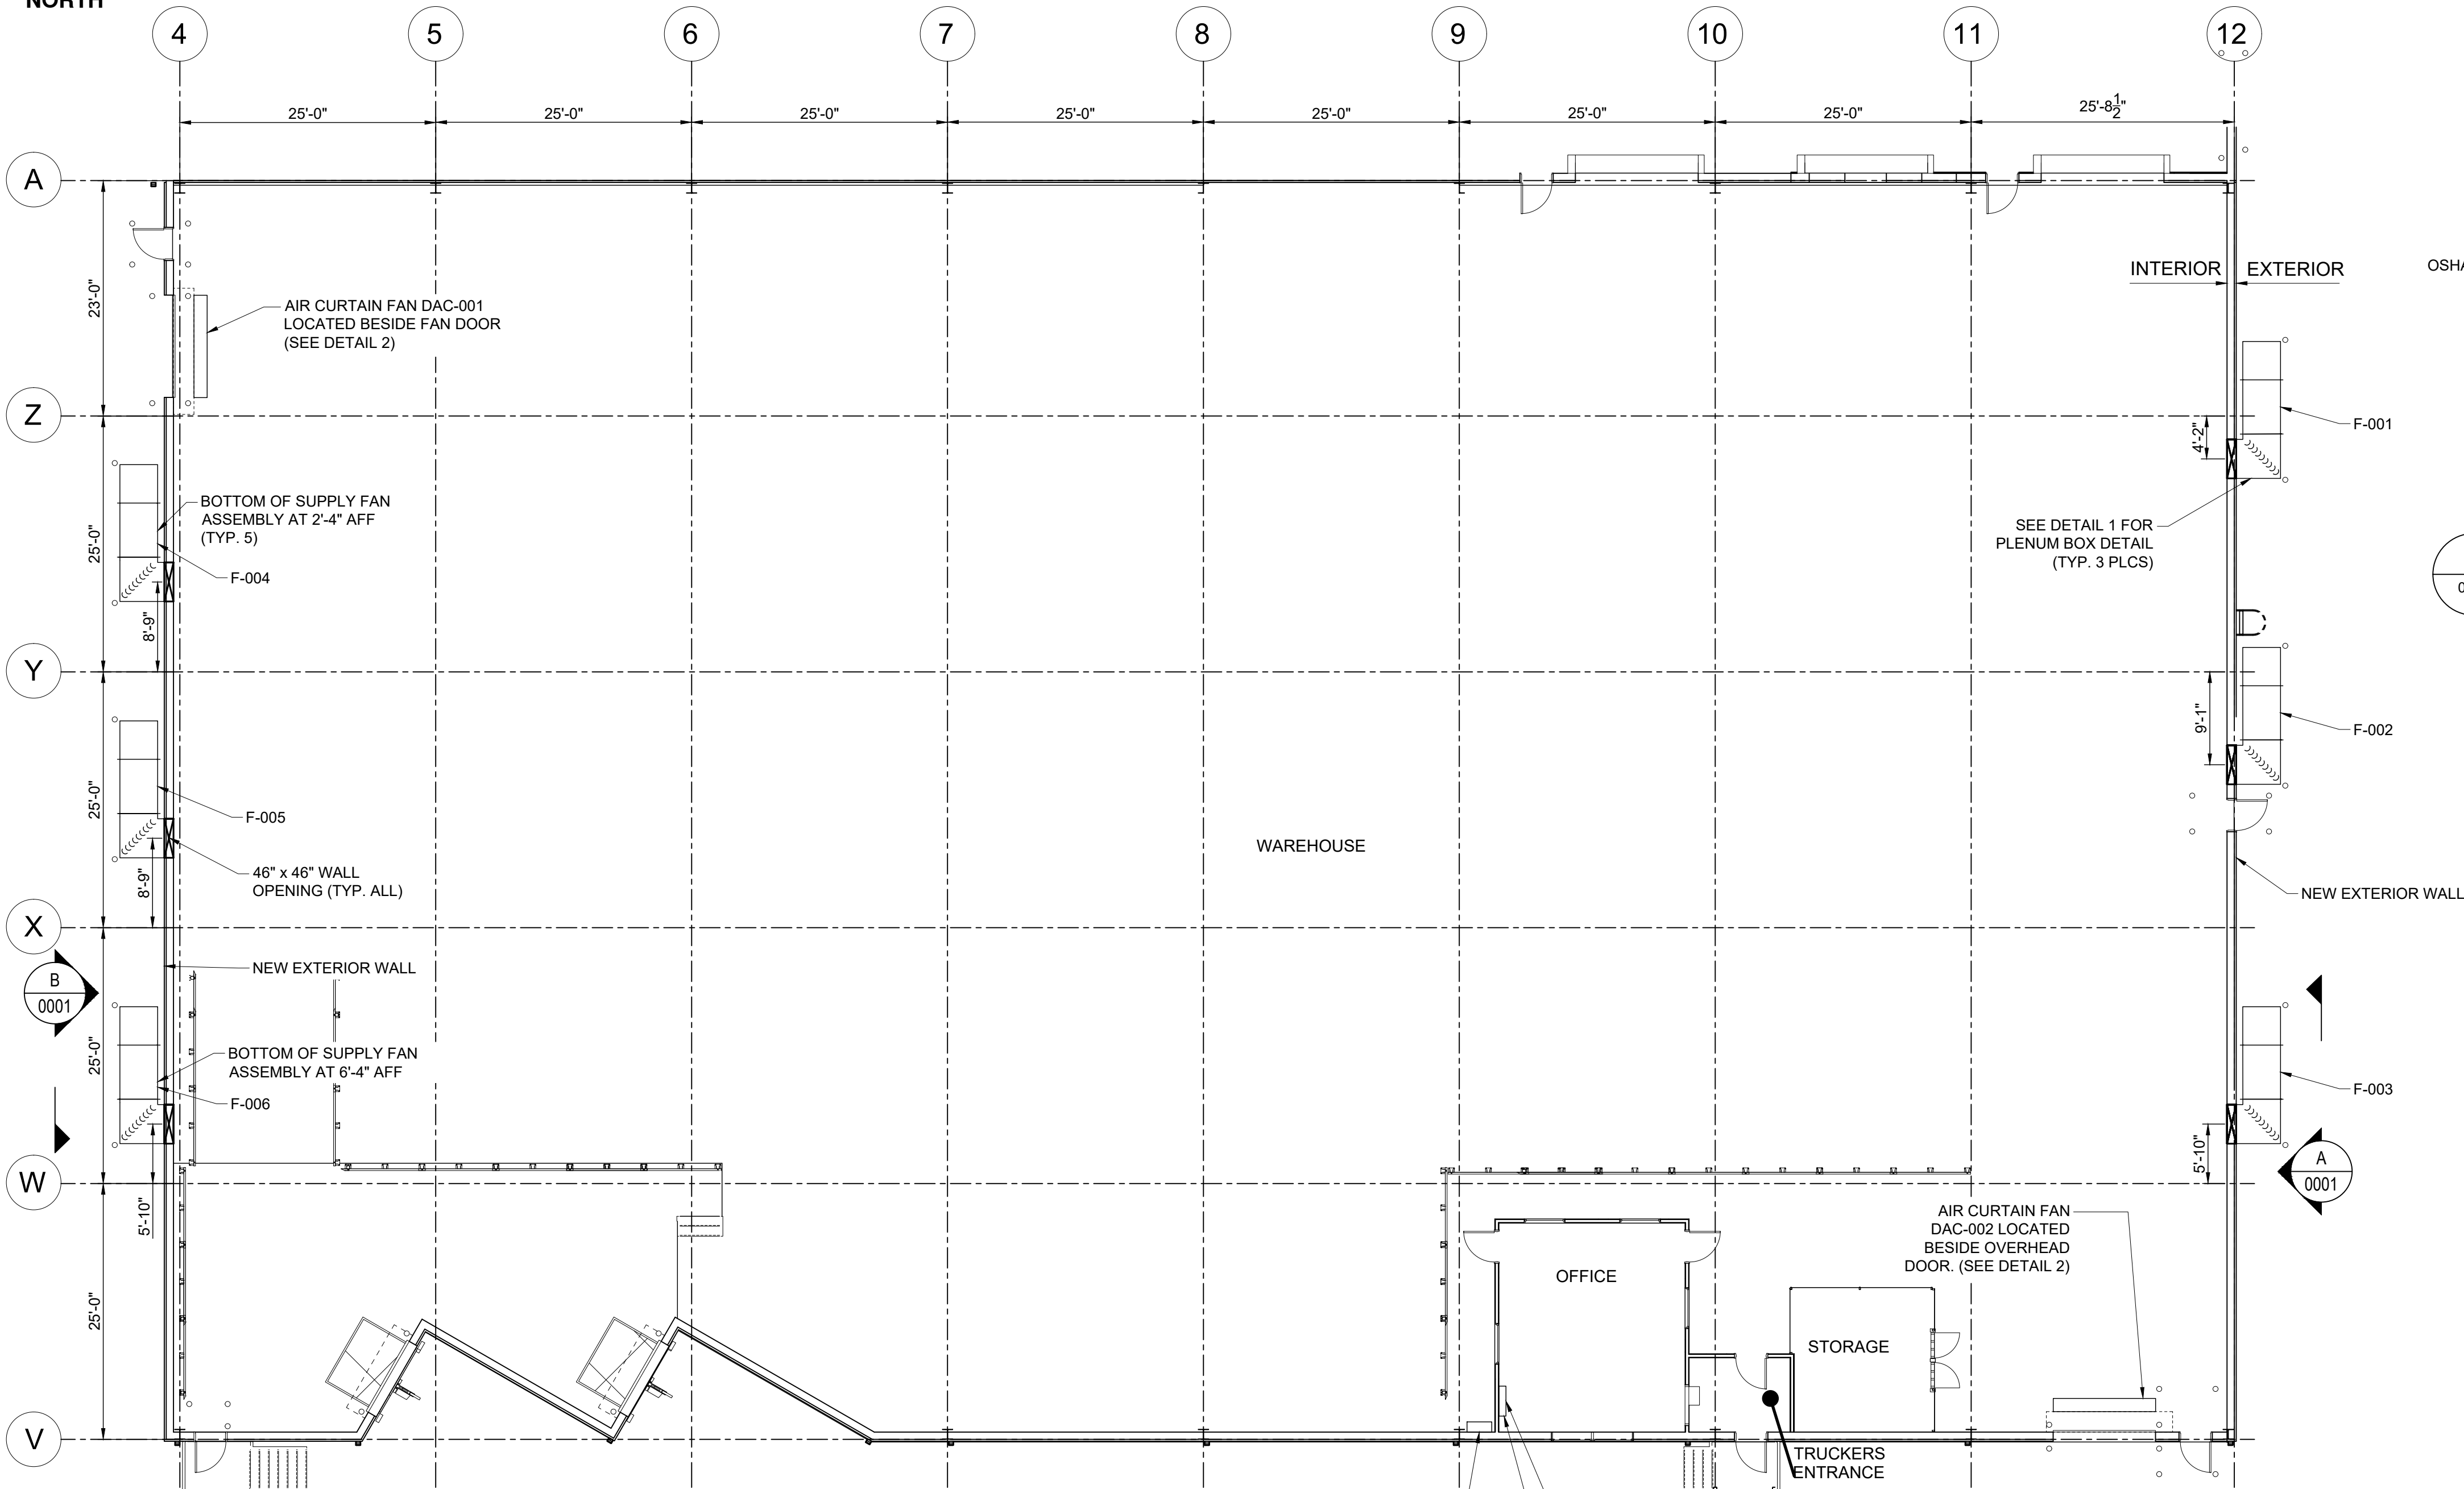 NORTH
4
5
6
7
8
9
10
11
12
25'-0"
25'-0"
25'-0"
25'-0"
25'-0"
25'-0"
25'-0"
25'-8 1/2"
A
INTERIOR
EXTERIOR
OSHA
23'-0"
AIR CURTAIN FAN DAC-001
LOCATED BESIDE FAN DOOR
(SEE DETAIL 2)
Z
4'-2"
F-001
BOTTOM OF SUPPLY FAN
ASSEMBLY AT 2'-4" AFF
(TYP. 5)
25'-0"
F-004
8'-9"
SEE DETAIL 1 FOR
PLENUM BOX DETAIL
(TYP. 3 PLCS)
0
Y
9'-1"
F-002
25'-0"
F-005
WAREHOUSE
46" x 46" WALL
OPENING (TYP. ALL)
8'-9"
NEW EXTERIOR WALL
X
NEW EXTERIOR WALL
B
0001
25'-0"
BOTTOM OF SUPPLY FAN
ASSEMBLY AT 6'-4" AFF
F-006
F-003
5'-10"
W
A
0001
5'-10"
AIR CURTAIN FAN
DAC-002 LOCATED
BESIDE OVERHEAD
DOOR. (SEE DETAIL 2)
25'-0"
OFFICE
STORAGE
V
TRUCKERS
ENTRANCE